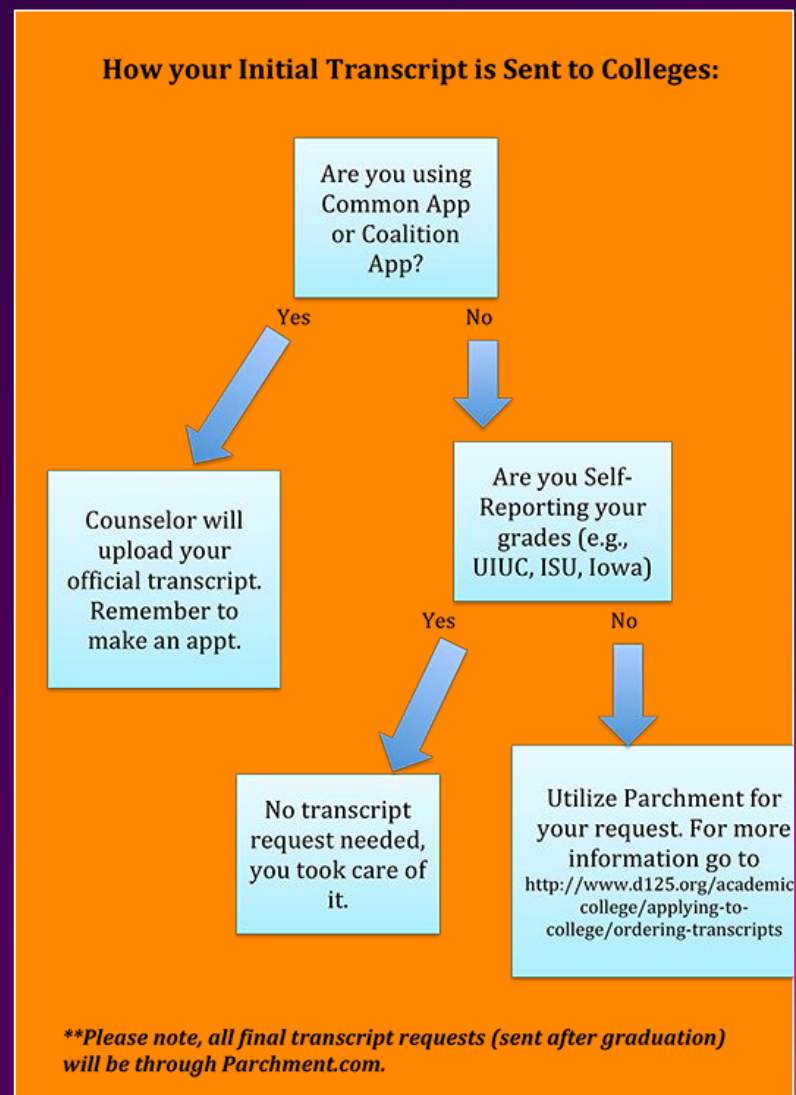 How your Initial Transcript is Sent to Colleges:
Are you using
Common App
or Coalition
App?
Yes
No
Counselor will
upload your
official transcript.
Remember to
make an appt.
Are you Self-
Reporting your
grades (e.g.,
UIUC, ISU, Iowa)
Yes
No
No transcript
request needed,
you took care of
it.
Utilize Parchment for
your request. For more
information go to
http://www.d125.org/academic
college/applying-to-
college/ordering-transcripts
**Please note, all final transcript requests (sent after graduation)
will be through Parchment.com.